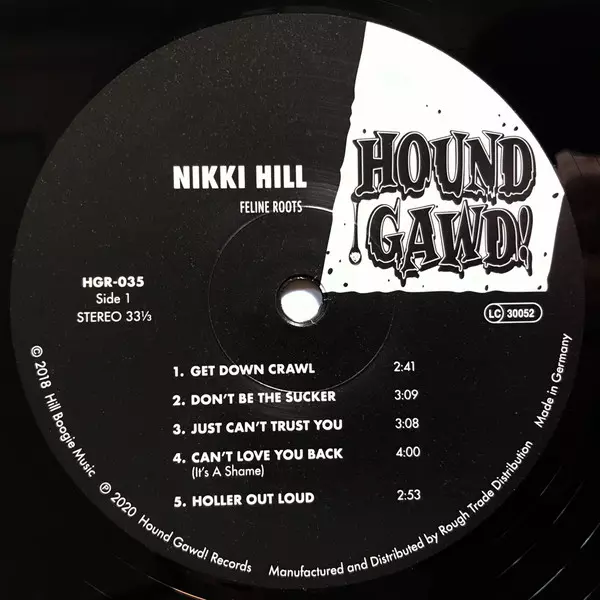 HOUND
GAWD!
NIKKI HILL
FELINE ROOTS
HGR-035
Side 1
STEREO 33⅓
LC 30052
1. GET DOWN CRAWL 2:41
2. DON'T BE THE SUCKER 3:09
3. JUST CAN'T TRUST YOU 3:08
4. CAN'T LOVE YOU BACK 4:00
(It's A Shame)
5. HOLLER OUT LOUD 2:53
© 2018 Hill Boogie Music ℗ 2020 Hound Gawd! Records Manufactured and Distributed by Rough Trade Distribution Made in Germany